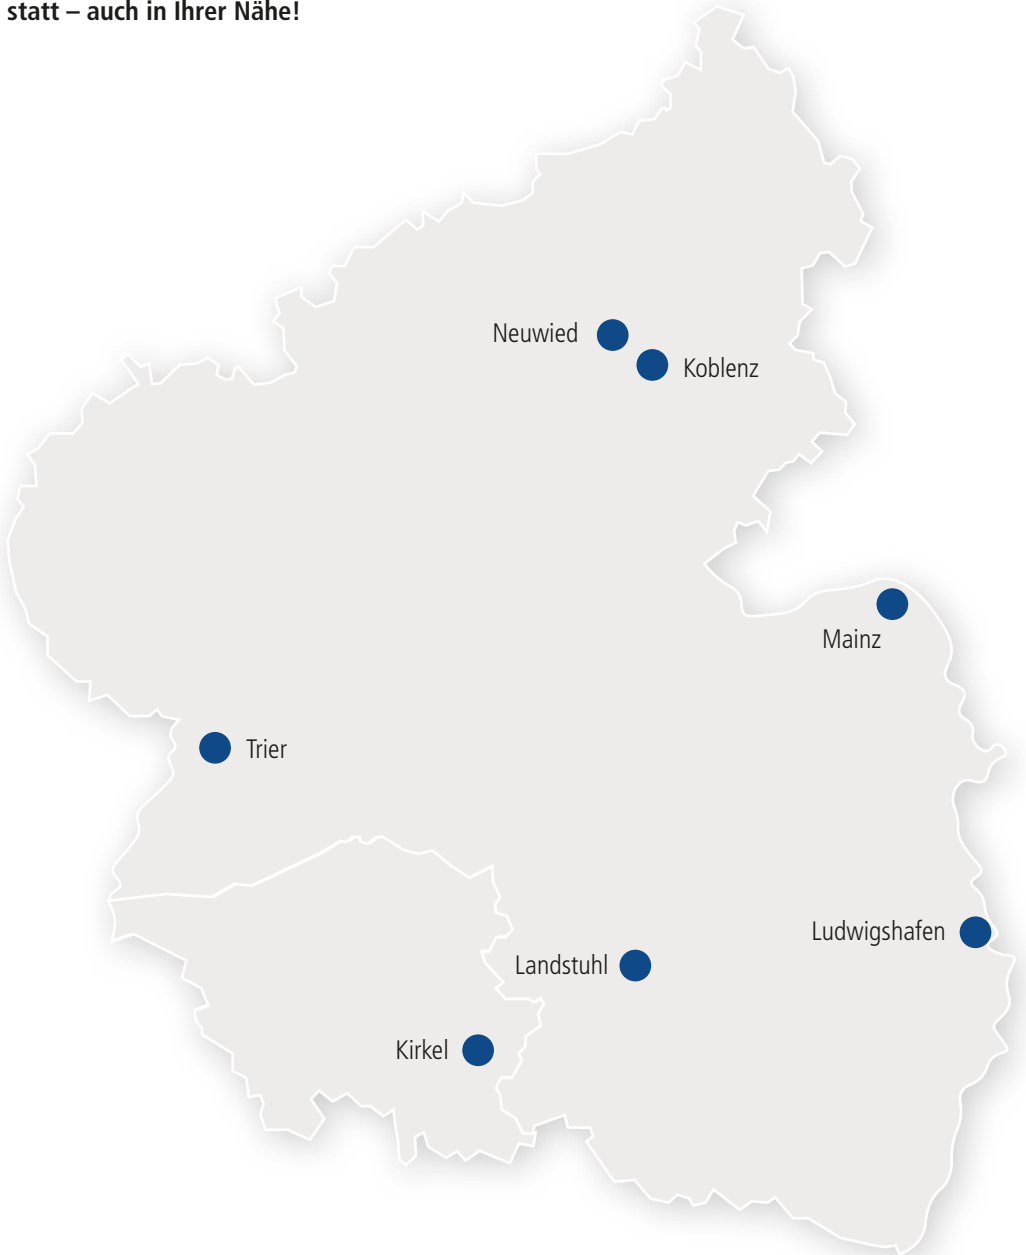 statt – auch in Ihrer Nähe!
Neuwied
Koblenz
Mainz
Trier
Ludwigshafen
Landstuhl
Kirkel